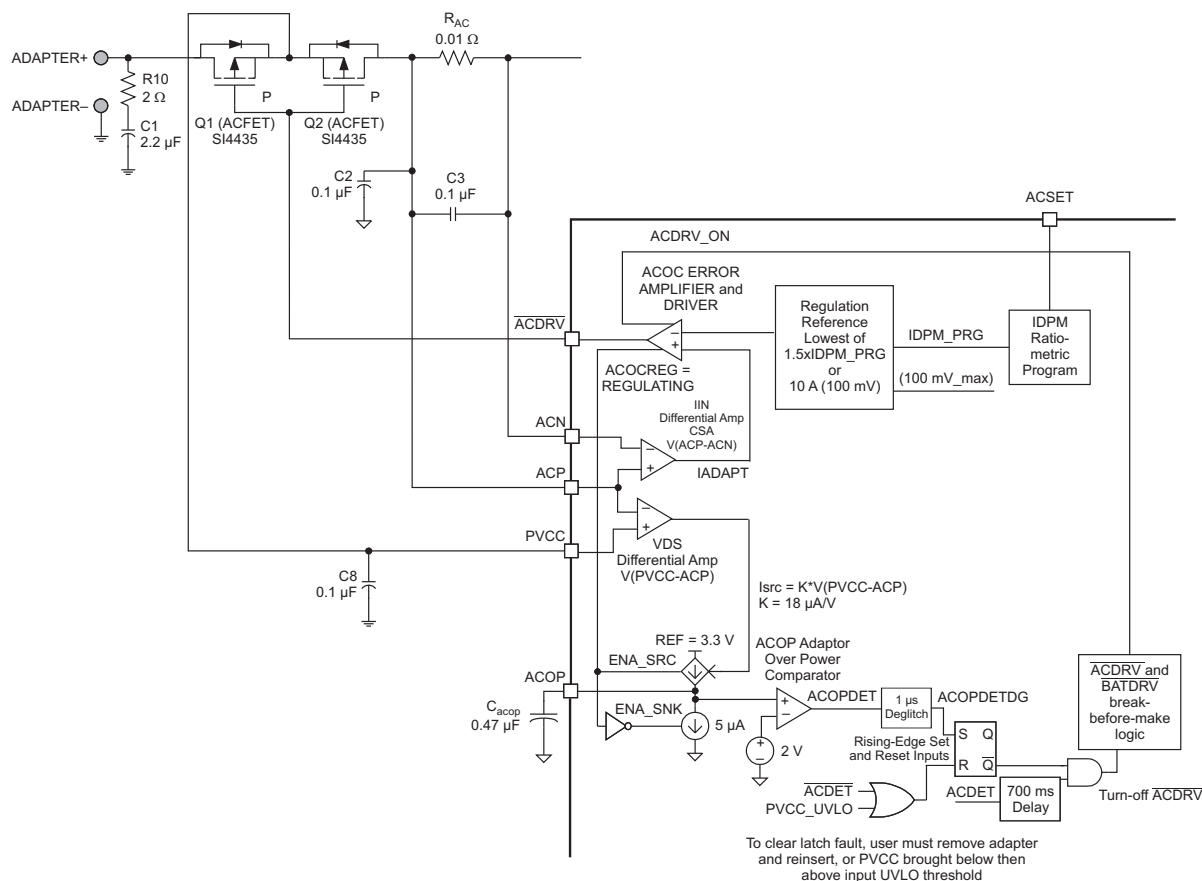 R_AC
0.01 Ω
ADAPTER+
R10
2 Ω
ADAPTER–
C1
2.2 µF
P
Q1 (ACFET)
SI4435
P
Q2 (ACFET)
SI4435
C2
0.1 µF
C3
0.1 µF
ACSET
ACDRV_ON
ACOC ERROR
AMPLIFIER and
DRIVER
ACDRV
–
+
Regulation
Reference
Lowest of
1.5xIDPM_PRG
or
10 A (100 mV)
IDPM_PRG
(100 mV_max)
IDPM
Ratio-
metric
Program
ACOCREG =
REGULATING
IIN
Differential Amp
CSA
V(ACP-ACN)
ACN
–
+
IADAPT
ACP
–
+
PVCC
VDS
Differential Amp
V(PVCC-ACP)
C8
0.1 µF
Isrc = K*V(PVCC-ACP)
K = 18 µA/V
REF = 3.3 V
ENA_SRC
ACOP Adaptor
Over Power
Comparator
ACOP
C_acop
0.47 µF
ENA_SNK
5 µA
+
–
+
–
2 V
ACOPDET
1 µs
Deglitch
ACOPDETDG
Rising-Edge Set
and Reset Inputs
S
Q
R
Q
ACDRV and
BATDRV
break-
before-make
logic
ACDET
PVCC_UVLO
ACDET
700 ms
Delay
Turn-off ACDRV
To clear latch fault, user must remove adapter
and reinsert, or PVCC brought below then
above input UVLO threshold